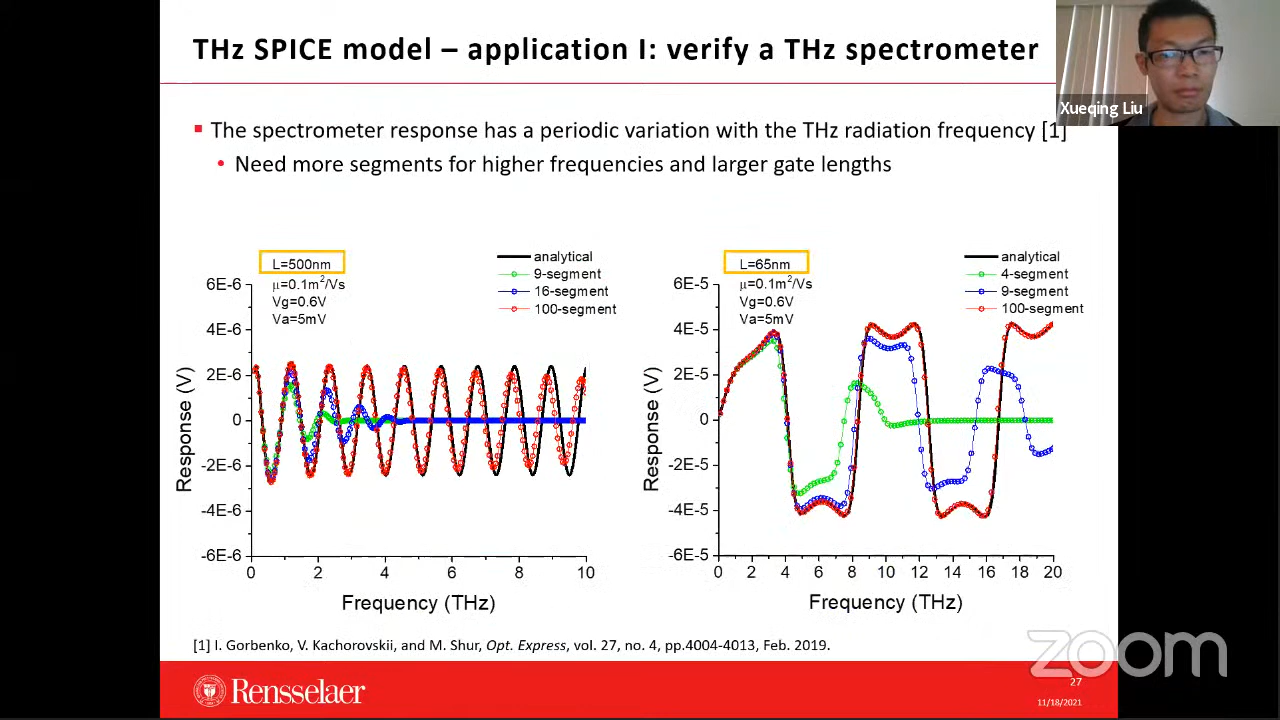 THz SPICE model – application I: verify a THz spectrometer
Xueqing Liu
The spectrometer response has a periodic variation with the THz radiation frequency [1]
Need more segments for higher frequencies and larger gate lengths
L=500nm
μ=0.1m²/Vs
Vg=0.6V
Va=5mV
analytical
9-segment
16-segment
100-segment
6E-6
4E-6
2E-6
0
-2E-6
-4E-6
-6E-6
Response (V)
0 2 4 6 8 10
Frequency (THz)
L=65nm
μ=0.1m²/Vs
Vg=0.6V
Va=5mV
analytical
4-segment
9-segment
100-segment
6E-5
4E-5
2E-5
0
-2E-5
-4E-5
-6E-5
Response (V)
0 2 4 6 8 10 12 14 16 18 20
Frequency (THz)
[1] I. Gorbenko, V. Kachorovskii, and M. Shur, Opt. Express, vol. 27, no. 4, pp.4004-4013, Feb. 2019.
zoom
Rensselaer
27
11/18/2021